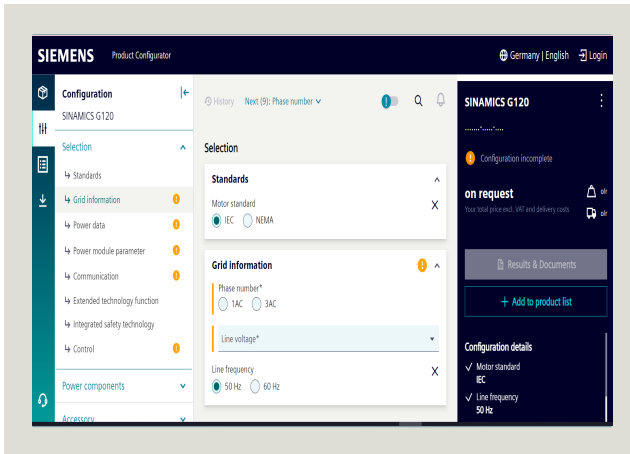 SIEMENS Product Configurator
Germany | English Login
Configuration
SINAMICS G120
Selection
Standards
Grid information
Power data
Power module parameter
Communication
Extended technology function
Integrated safety technology
Control
Power components
Accessory
History Next (9): Phase number
Selection
Standards
Motor standard
IEC NEMA
Grid information
Phase number*
1AC 3AC
Line voltage*
Line frequency
50 Hz 60 Hz
SINAMICS G120
.......-.....-....
Configuration incomplete
on request
Your total price excl. VAT and delivery costs
Results & Documents
+ Add to product list
Configuration details
Motor standard
IEC
Line frequency
50 Hz